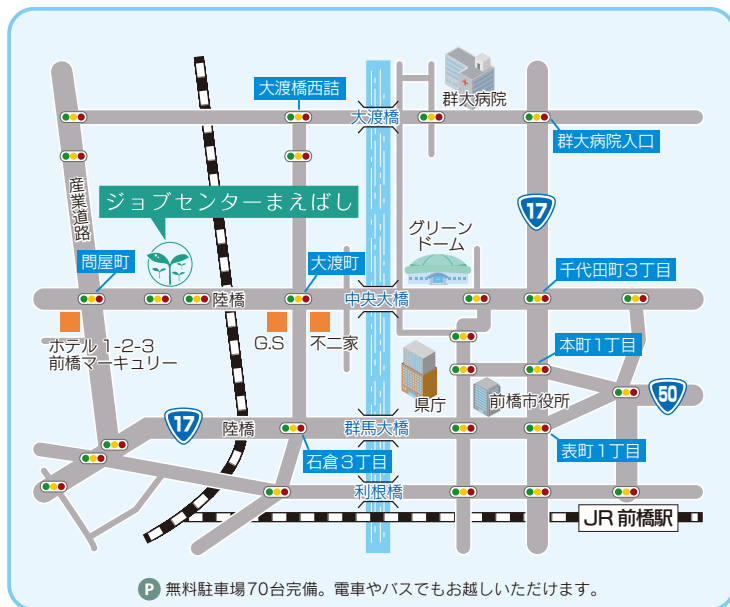 大渡橋西詰
群大病院
大渡橋
群大病院入口
産業道路
ジョブセンターまえばし
17
グリーン
ドーム
問屋町
大渡町
千代田町3丁目
陸橋
中央大橋
ホテル1-2-3
前橋マーキュリー
G.S
不二家
本町1丁目
県庁
前橋市役所
50
17
陸橋
群馬大橋
石倉3丁目
表町1丁目
利根橋
JR前橋駅
P 無料駐車場70台完備。電車やバスでもお越しいただけます。